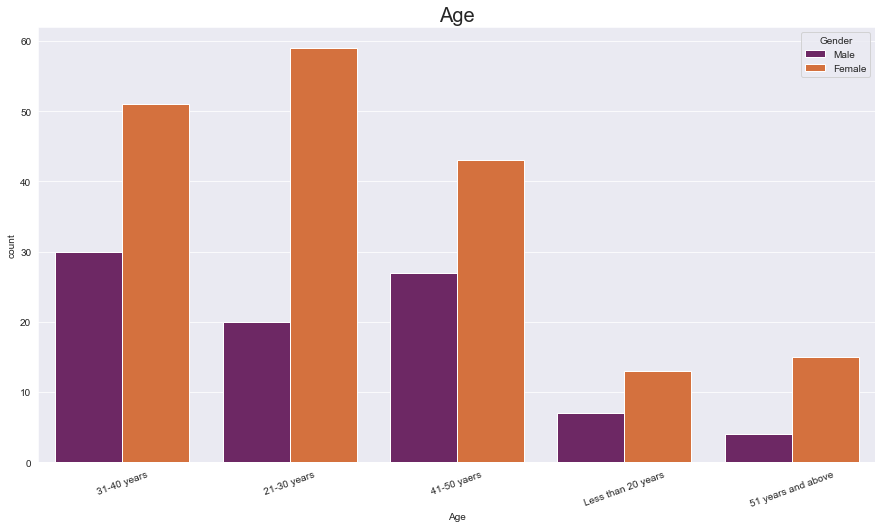 Age
Gender
Male
Female
60
50
40
30
20
10
0
count
31-40 years
21-30 years
41-50 yaers
Less than 20 years
51 years and above
Age